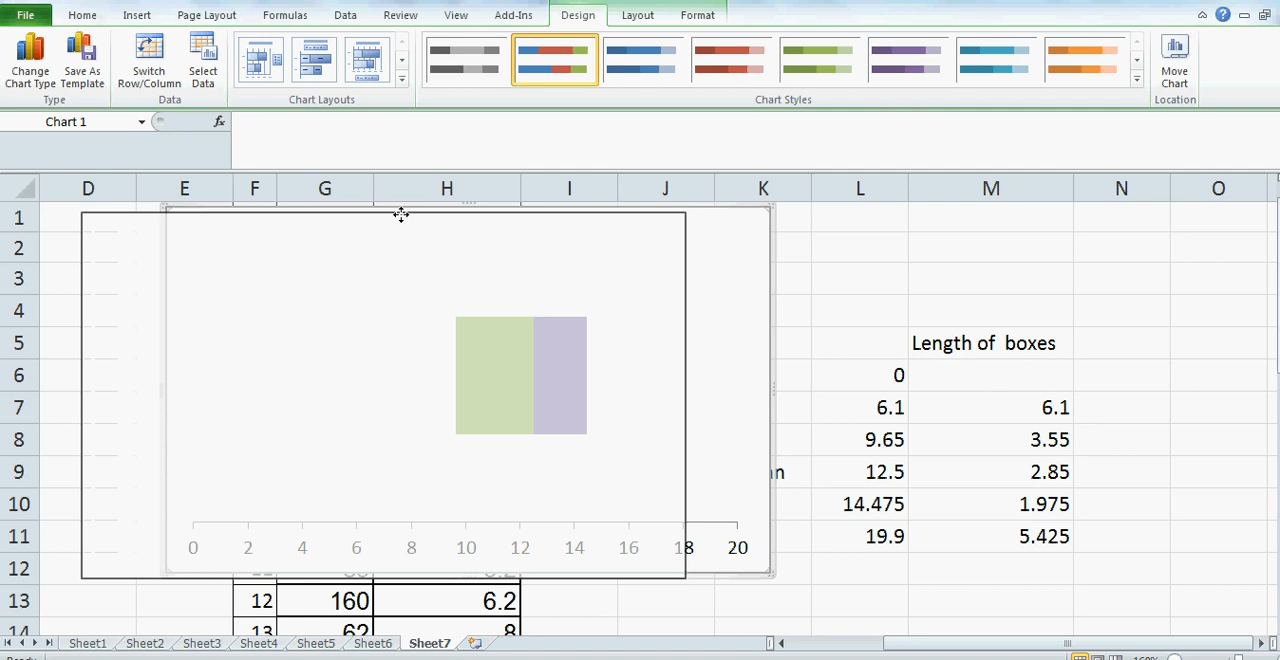 File Home Insert Page Layout Formulas Data Review View Add-Ins Design Layout Format
Change Chart Type
Save As Template
Switch Row/Column
Select Data
Move Chart
Type Data Chart Layouts Chart Styles Location
Chart 1 fx
D E F G H I J K L M N O
1
2
3
4
5 Length of boxes
6 0
7 6.1 6.1
8 9.65 3.55
9 12.5 2.85
10 14.475 1.975
11 19.9 5.425
0 2 4 6 8 10 12 14 16 18 20
12
13 12 160 6.2
14 13 62 8
Sheet1 Sheet2 Sheet3 Sheet4 Sheet5 Sheet6 Sheet7
Ready 160%